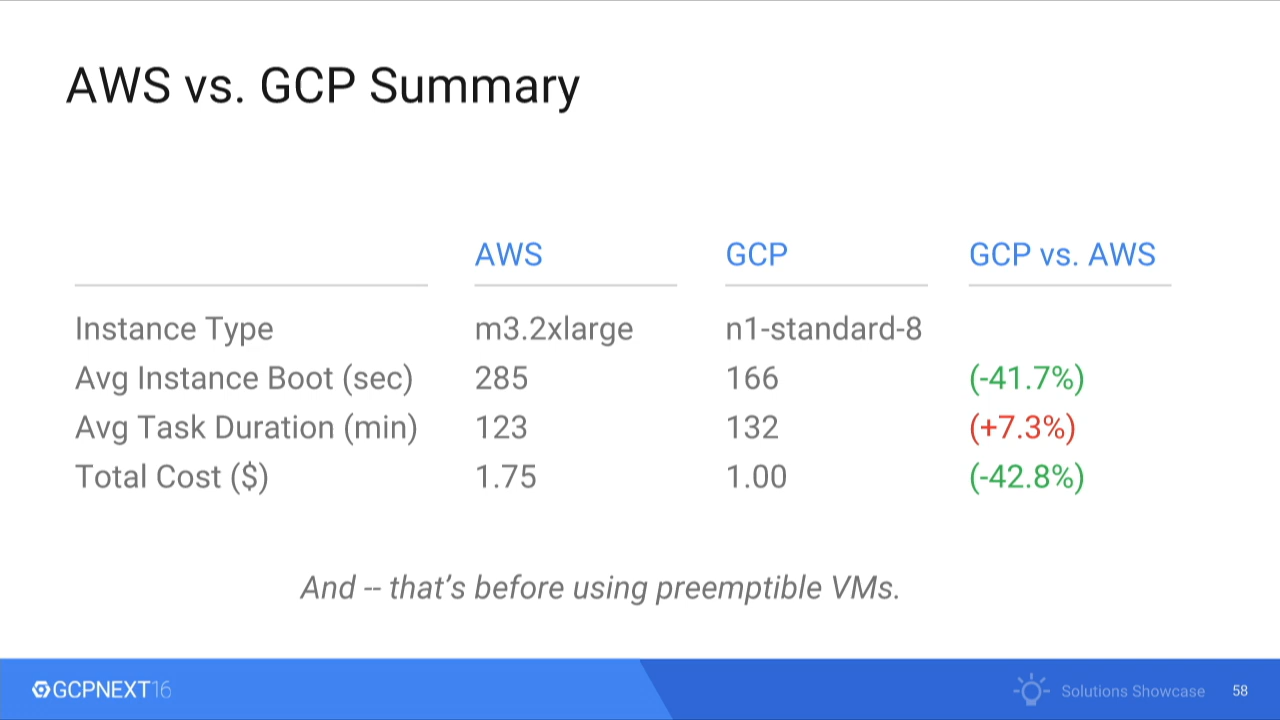 AWS vs. GCP Summary
AWS GCP GCP vs. AWS
Instance Type m3.2xlarge n1-standard-8
Avg Instance Boot (sec) 285 166 (-41.7%)
Avg Task Duration (min) 123 132 (+7.3%)
Total Cost ($) 1.75 1.00 (-42.8%)
And -- that's before using preemptible VMs.
GCPNEXT16 Solutions Showcase 58